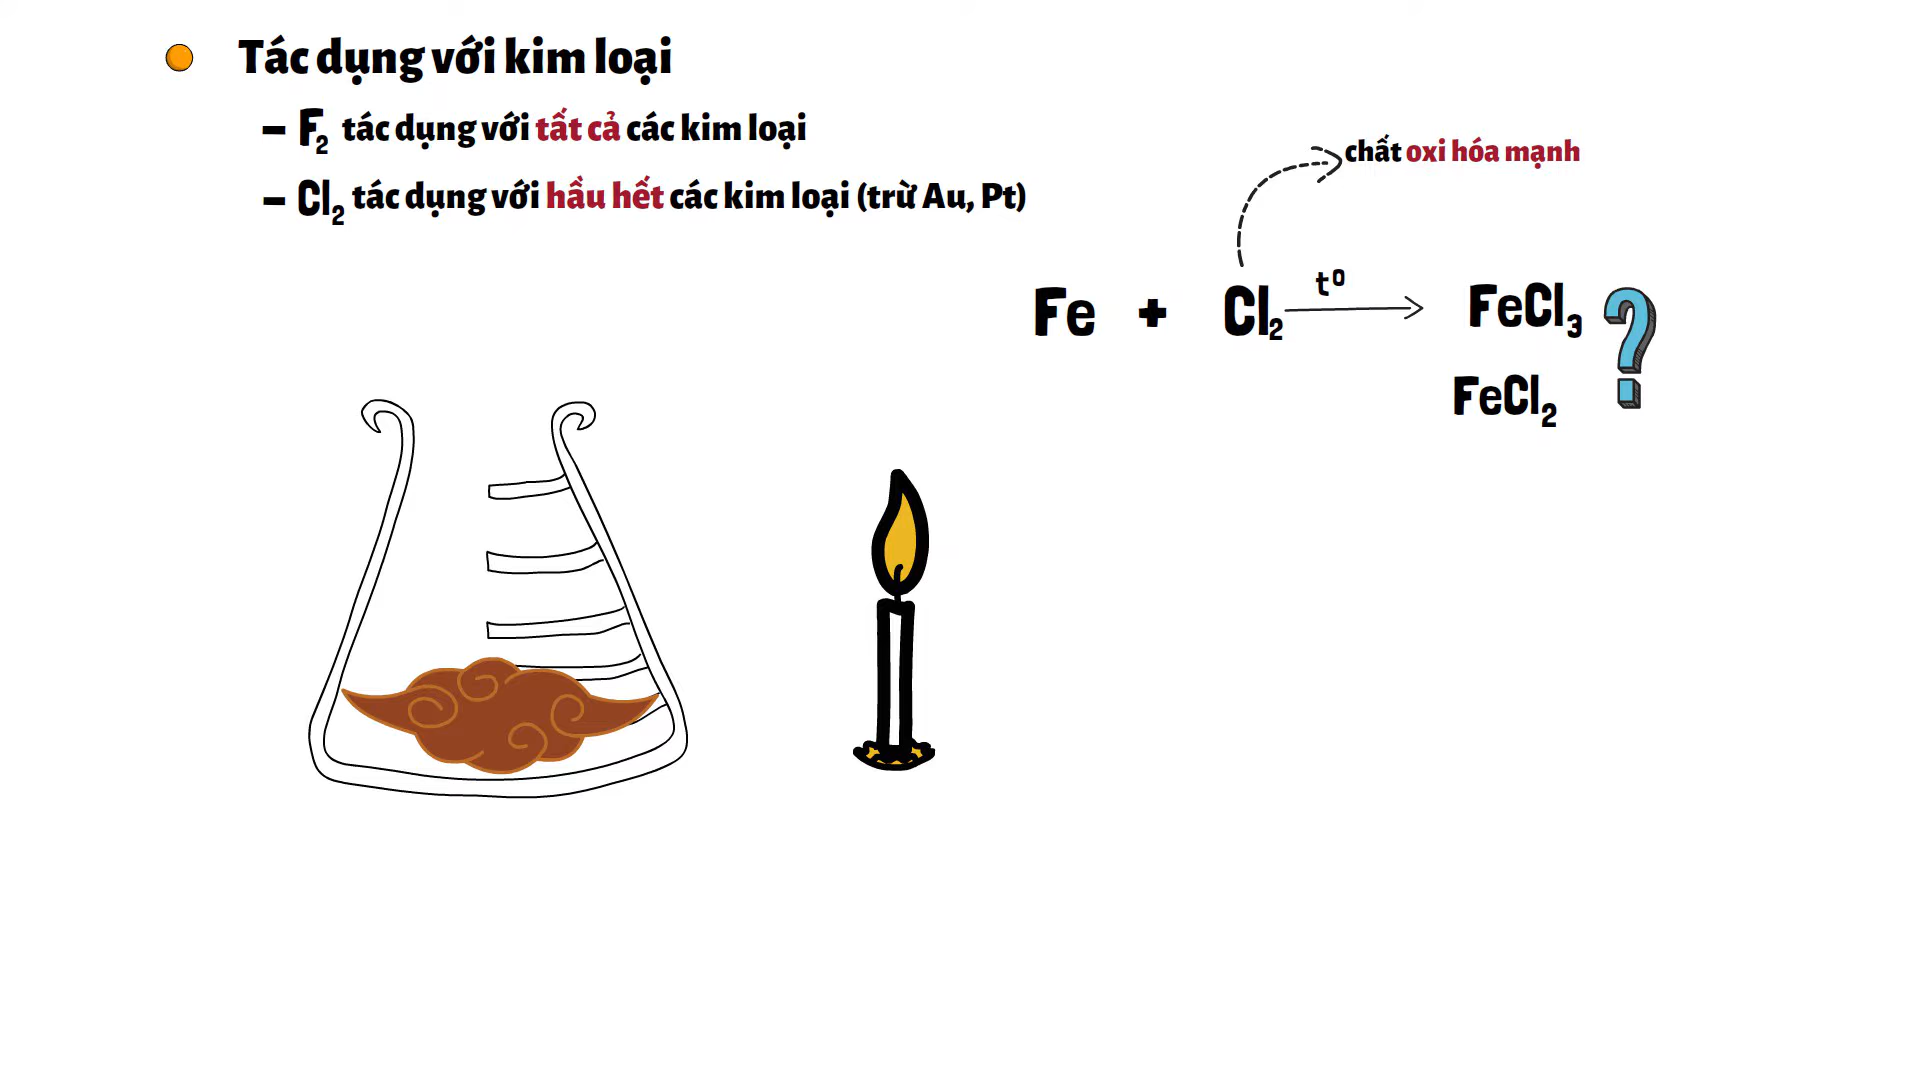 Tác dụng với kim loại
– F₂ tác dụng với tất cả các kim loại
– Cl₂ tác dụng với hầu hết các kim loại (trừ Au, Pt)
chất oxi hóa mạnh
Fe + Cl₂ t⁰ → FeCl₃ ?
FeCl₂